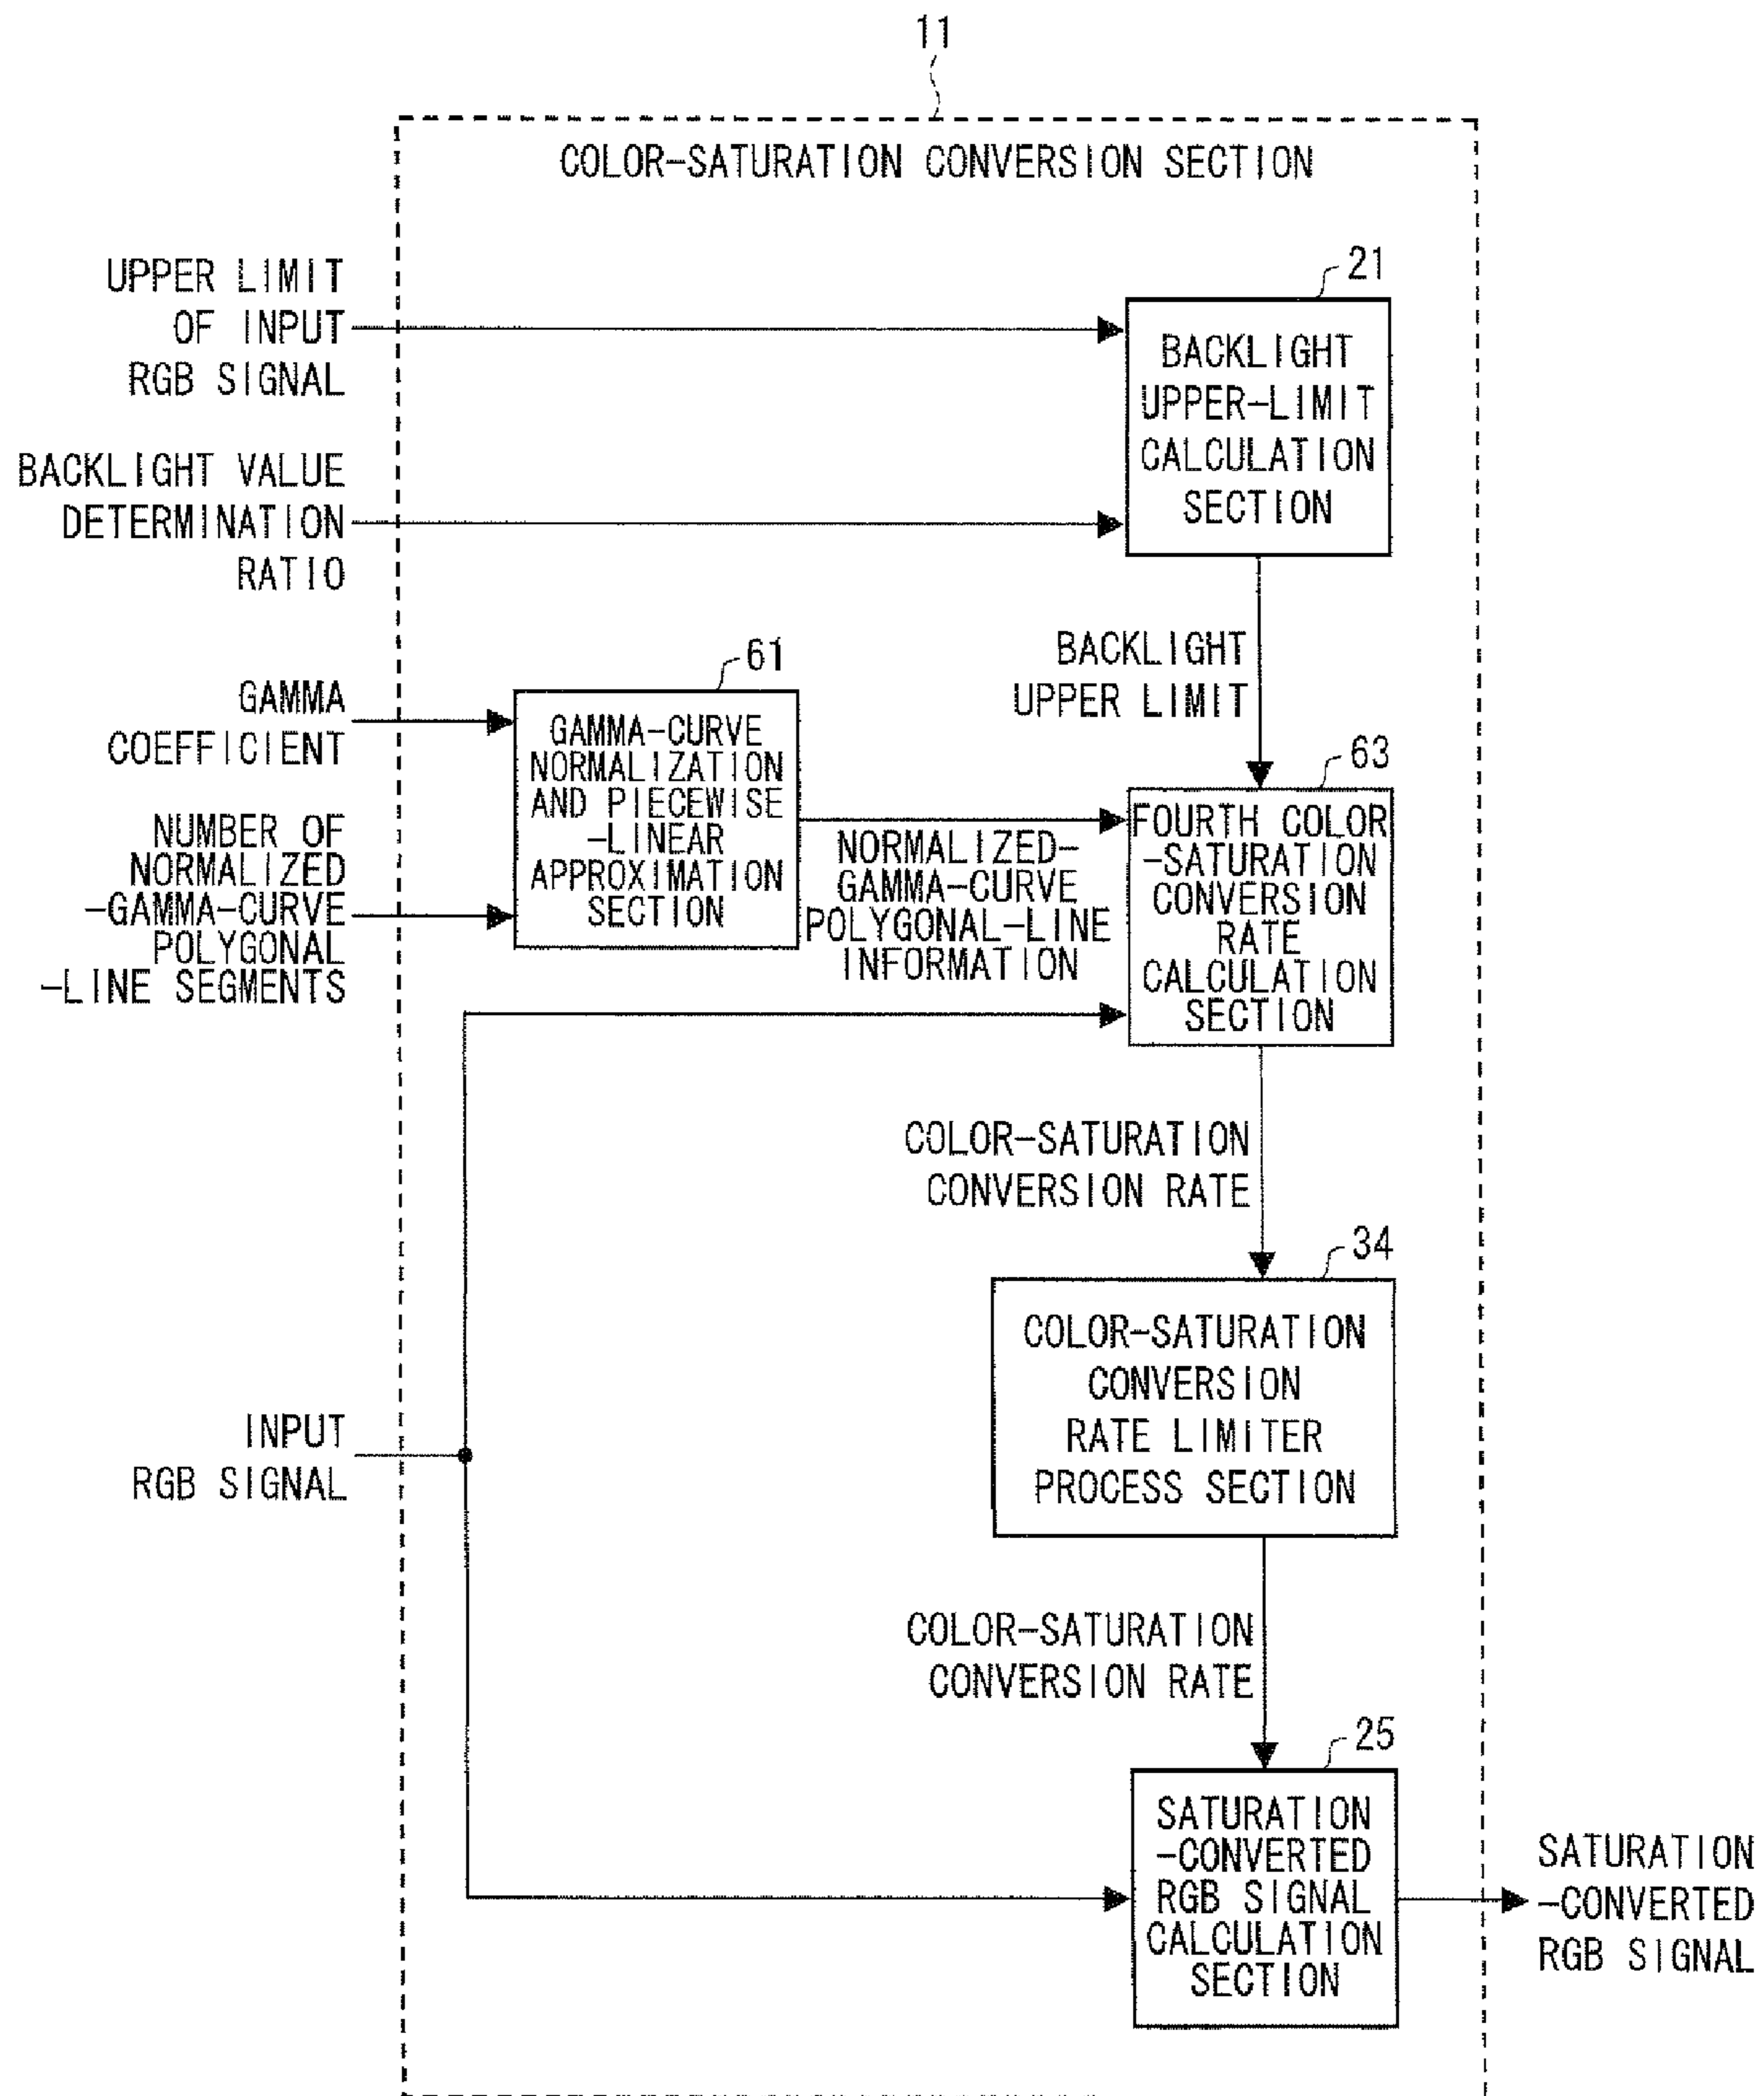 11
COLOR-SATURATION CONVERSION SECTION
UPPER LIMIT
OF INPUT
RGB SIGNAL
21
BACKLIGHT
UPPER-LIMIT
CALCULATION
SECTION
BACKLIGHT VALUE
DETERMINATION
RATIO
BACKLIGHT
UPPER LIMIT
GAMMA
COEFFICIENT
61
GAMMA-CURVE
NORMALIZATION
AND PIECEWISE
-LINEAR
APPROXIMATION
SECTION
NUMBER OF
NORMALIZED
-GAMMA-CURVE
POLYGONAL
-LINE SEGMENTS
NORMALIZED-
GAMMA-CURVE
POLYGONAL-LINE
INFORMATION
63
FOURTH COLOR
-SATURATION
CONVERSION
RATE
CALCULATION
SECTION
COLOR-SATURATION
CONVERSION RATE
34
COLOR-SATURATION
CONVERSION
RATE LIMITER
PROCESS SECTION
INPUT
RGB SIGNAL
COLOR-SATURATION
CONVERSION RATE
25
SATURATION
-CONVERTED
RGB SIGNAL
CALCULATION
SECTION
SATURATION
-CONVERTED
RGB SIGNAL